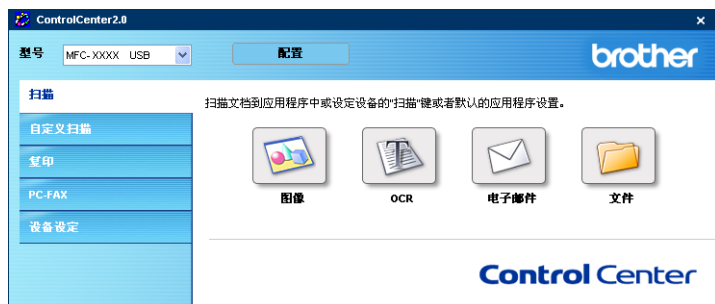 ControlCenter2.0
型号 MFC-XXXX USB 配置 brother
扫描
扫描文档到应用程序中或设定设备的"扫描"键或者默认的应用程序设置。
自定义扫描
复印
PC-FAX
设备设定
图像 OCR 电子邮件 文件
Control Center